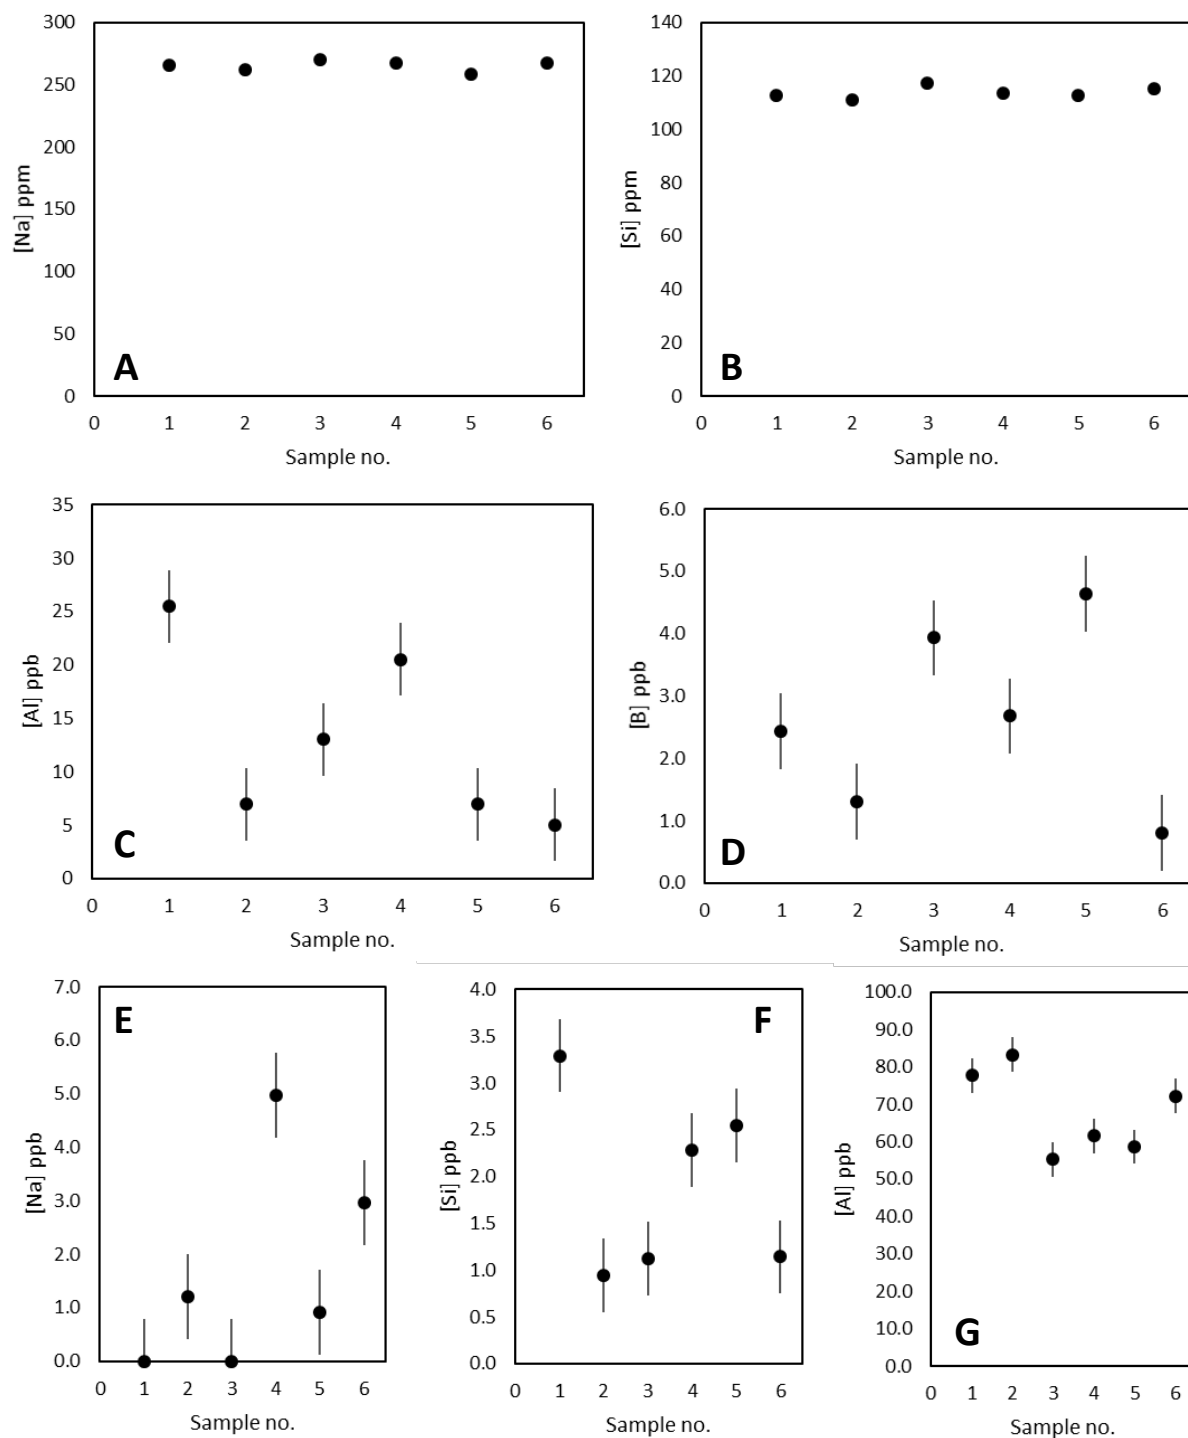 300
250
200
150
100
50
0
[Na] ppm
A
0 1 2 3 4 5 6
Sample no.
140
120
100
80
60
40
20
0
[Si] ppm
B
0 1 2 3 4 5 6
Sample no.
35
30
25
20
15
10
5
0
[Al] ppb
C
0 1 2 3 4 5 6
Sample no.
6.0
5.0
4.0
3.0
2.0
1.0
0.0
[B] ppb
D
0 1 2 3 4 5 6
Sample no.
7.0
6.0
5.0
4.0
3.0
2.0
1.0
0.0
[Na] ppb
E
0 1 2 3 4 5 6
Sample no.
4.0
3.5
3.0
2.5
2.0
1.5
1.0
0.5
0.0
[Si] ppb
F
0 1 2 3 4 5 6
Sample no.
100.0
90.0
80.0
70.0
60.0
50.0
40.0
30.0
20.0
10.0
0.0
[Al] ppb
G
0 1 2 3 4 5 6
Sample no.